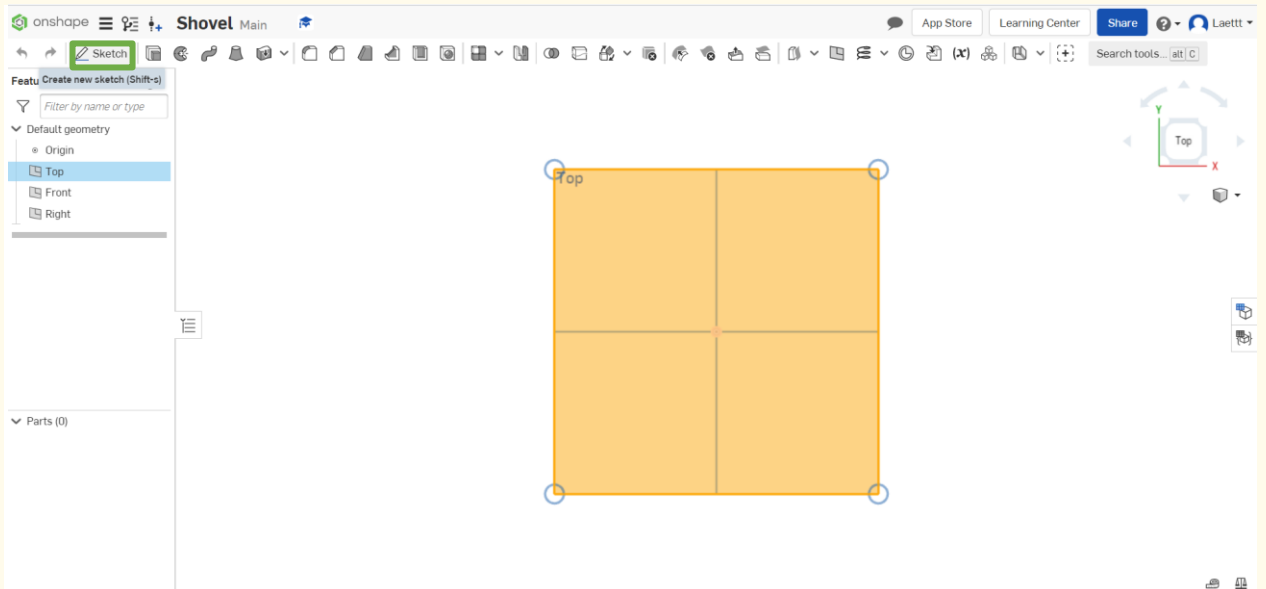 onshape Shovel Main App Store Learning Center Share Laettt
Sketch Search tools... alt C
Create new sketch (Shift-s)
Featu
Filter by name or type
Default geometry
Origin
Top
Front
Right
Parts (0)
Top
Y
Top
X